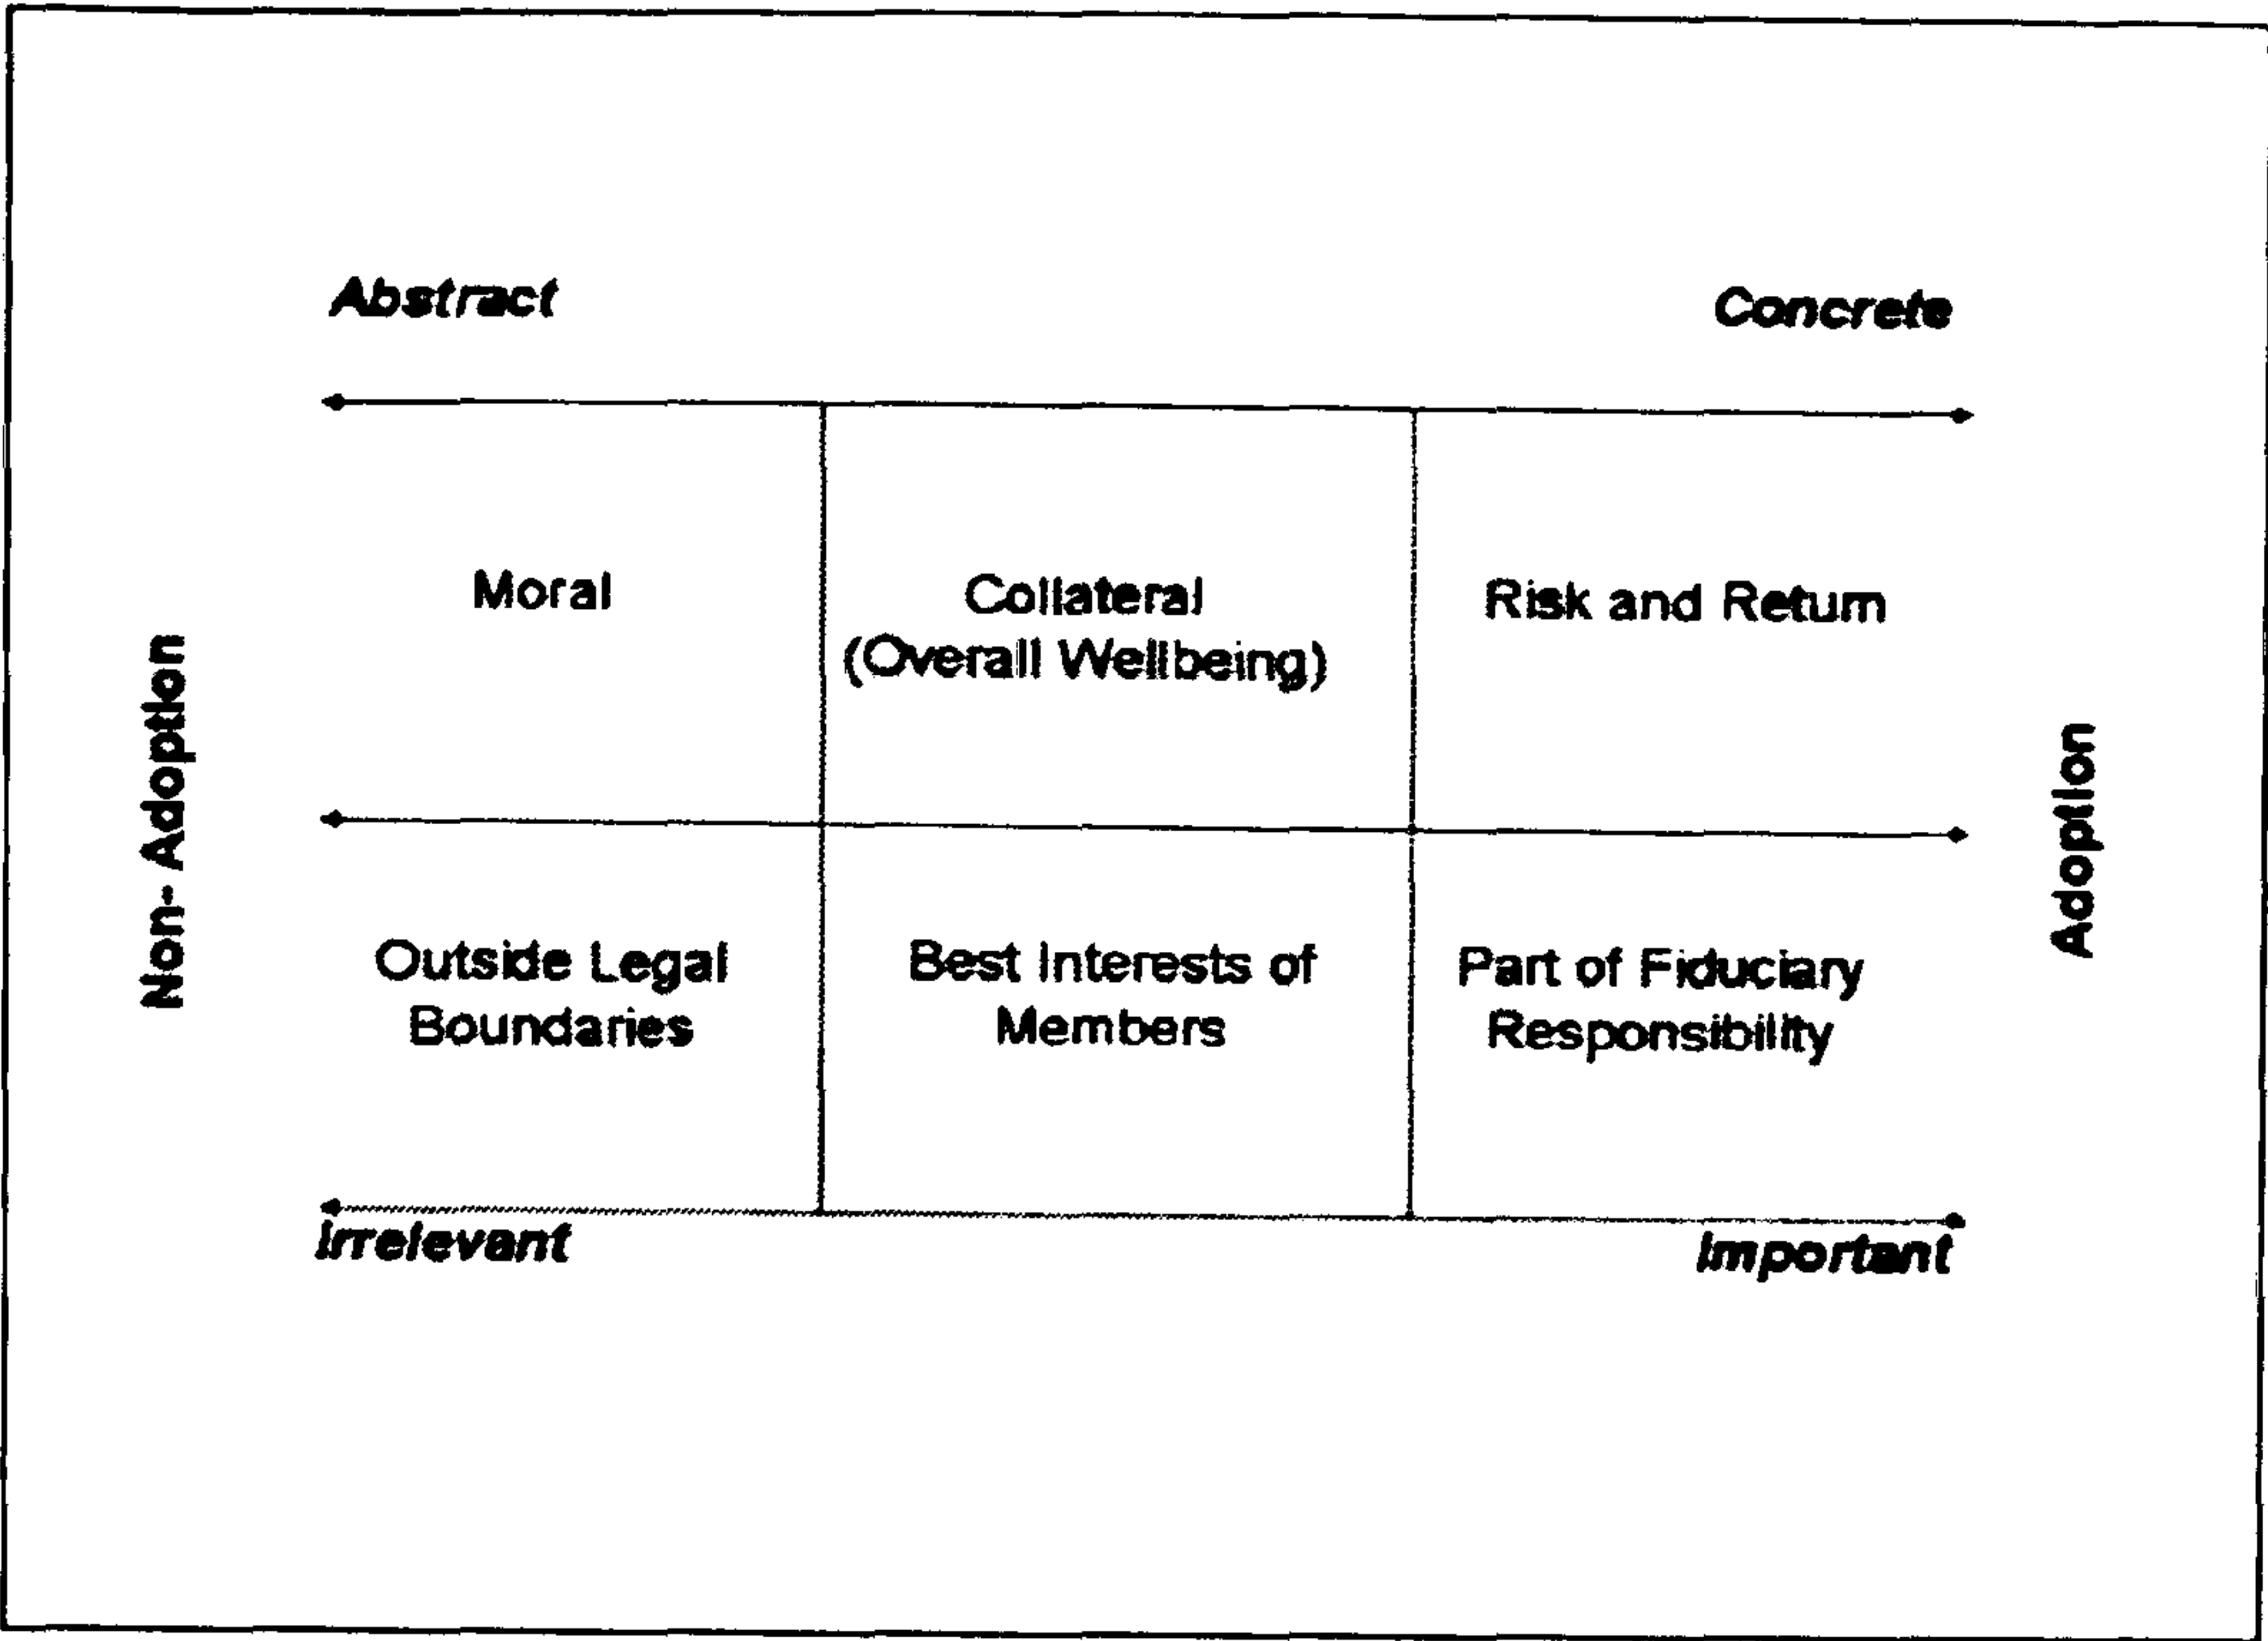 Abstract
Concrete
Moral
Collateral
(Overall Wellbeing)
Risk and Return
Non- Adoption
Adoption
Outside Legal
Boundaries
Best Interests of
Members
Part of Fiduciary
Responsibility
Irrelevant
Important